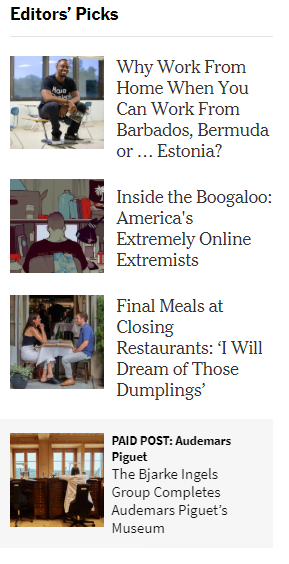 Editors’ Picks
Why Work From
Home When You
Can Work From
Barbados, Bermuda
or … Estonia?
Inside the Boogaloo:
America's
Extremely Online
Extremists
Final Meals at
Closing
Restaurants: ‘I Will
Dream of Those
Dumplings’
PAID POST: Audemars
Piguet
The Bjarke Ingels
Group Completes
Audemars Piguet’s
Museum